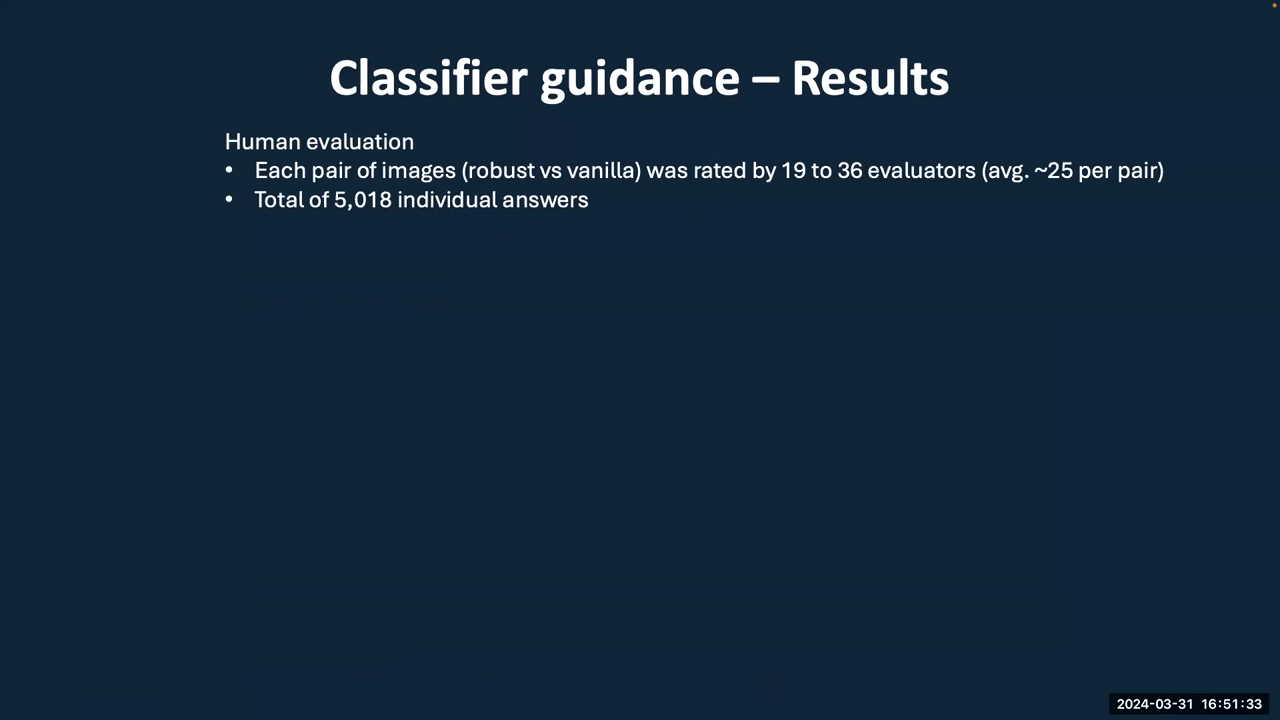 Classifier guidance – Results
Human evaluation
• Each pair of images (robust vs vanilla) was rated by 19 to 36 evaluators (avg. ~25 per pair)
• Total of 5,018 individual answers
2024-03-31 16:51:33